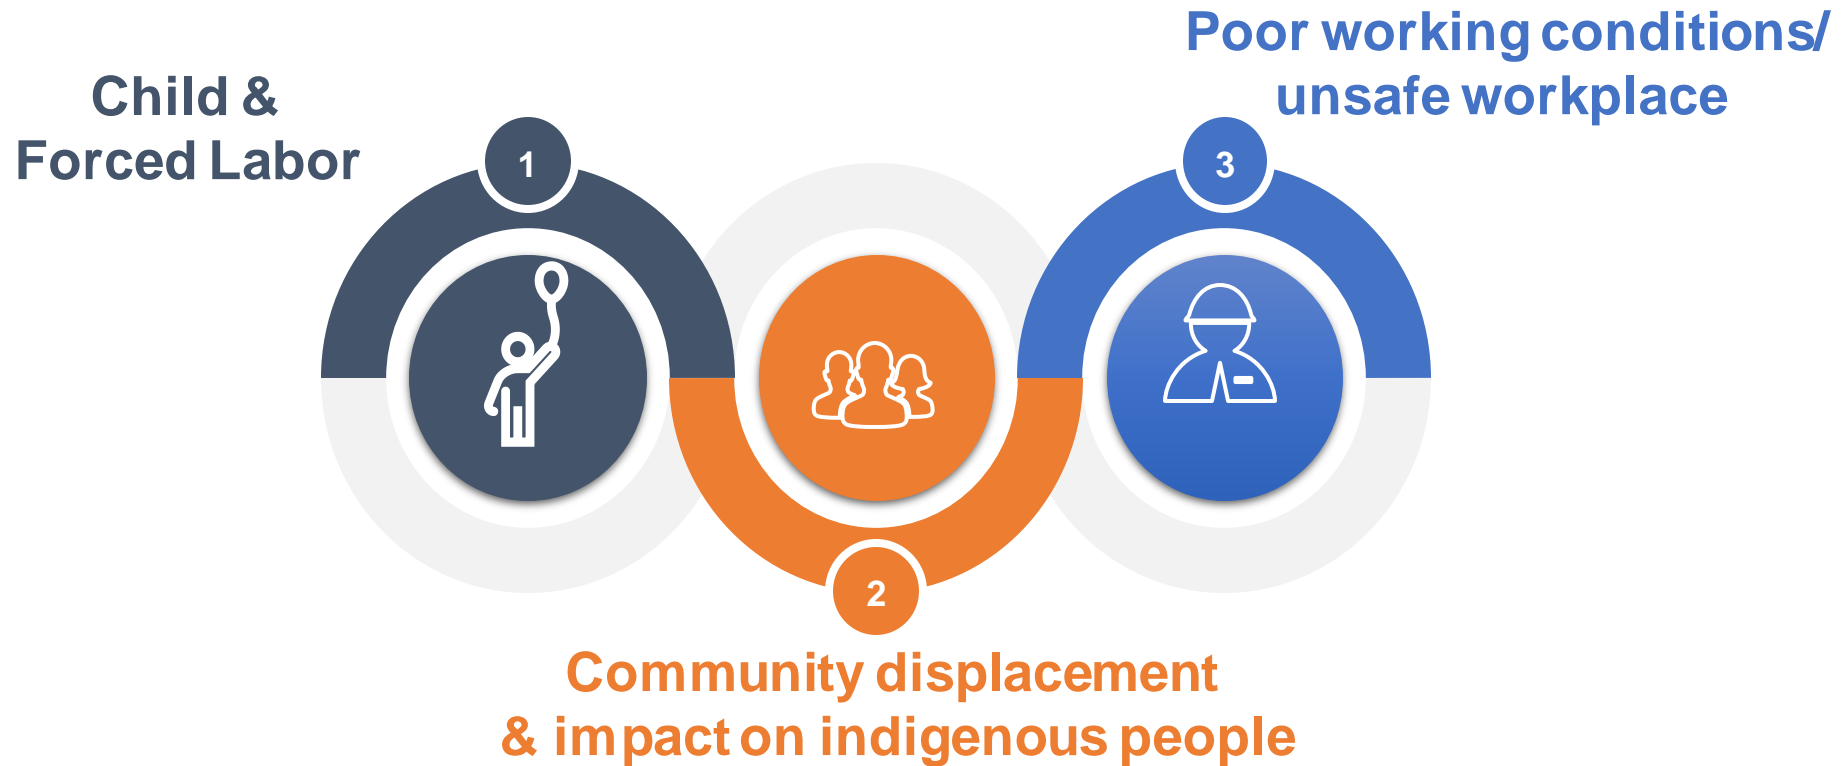 Child &
Forced Labor
1
Community displacement
& impact on indigenous people
2
Poor working conditions/
unsafe workplace
3